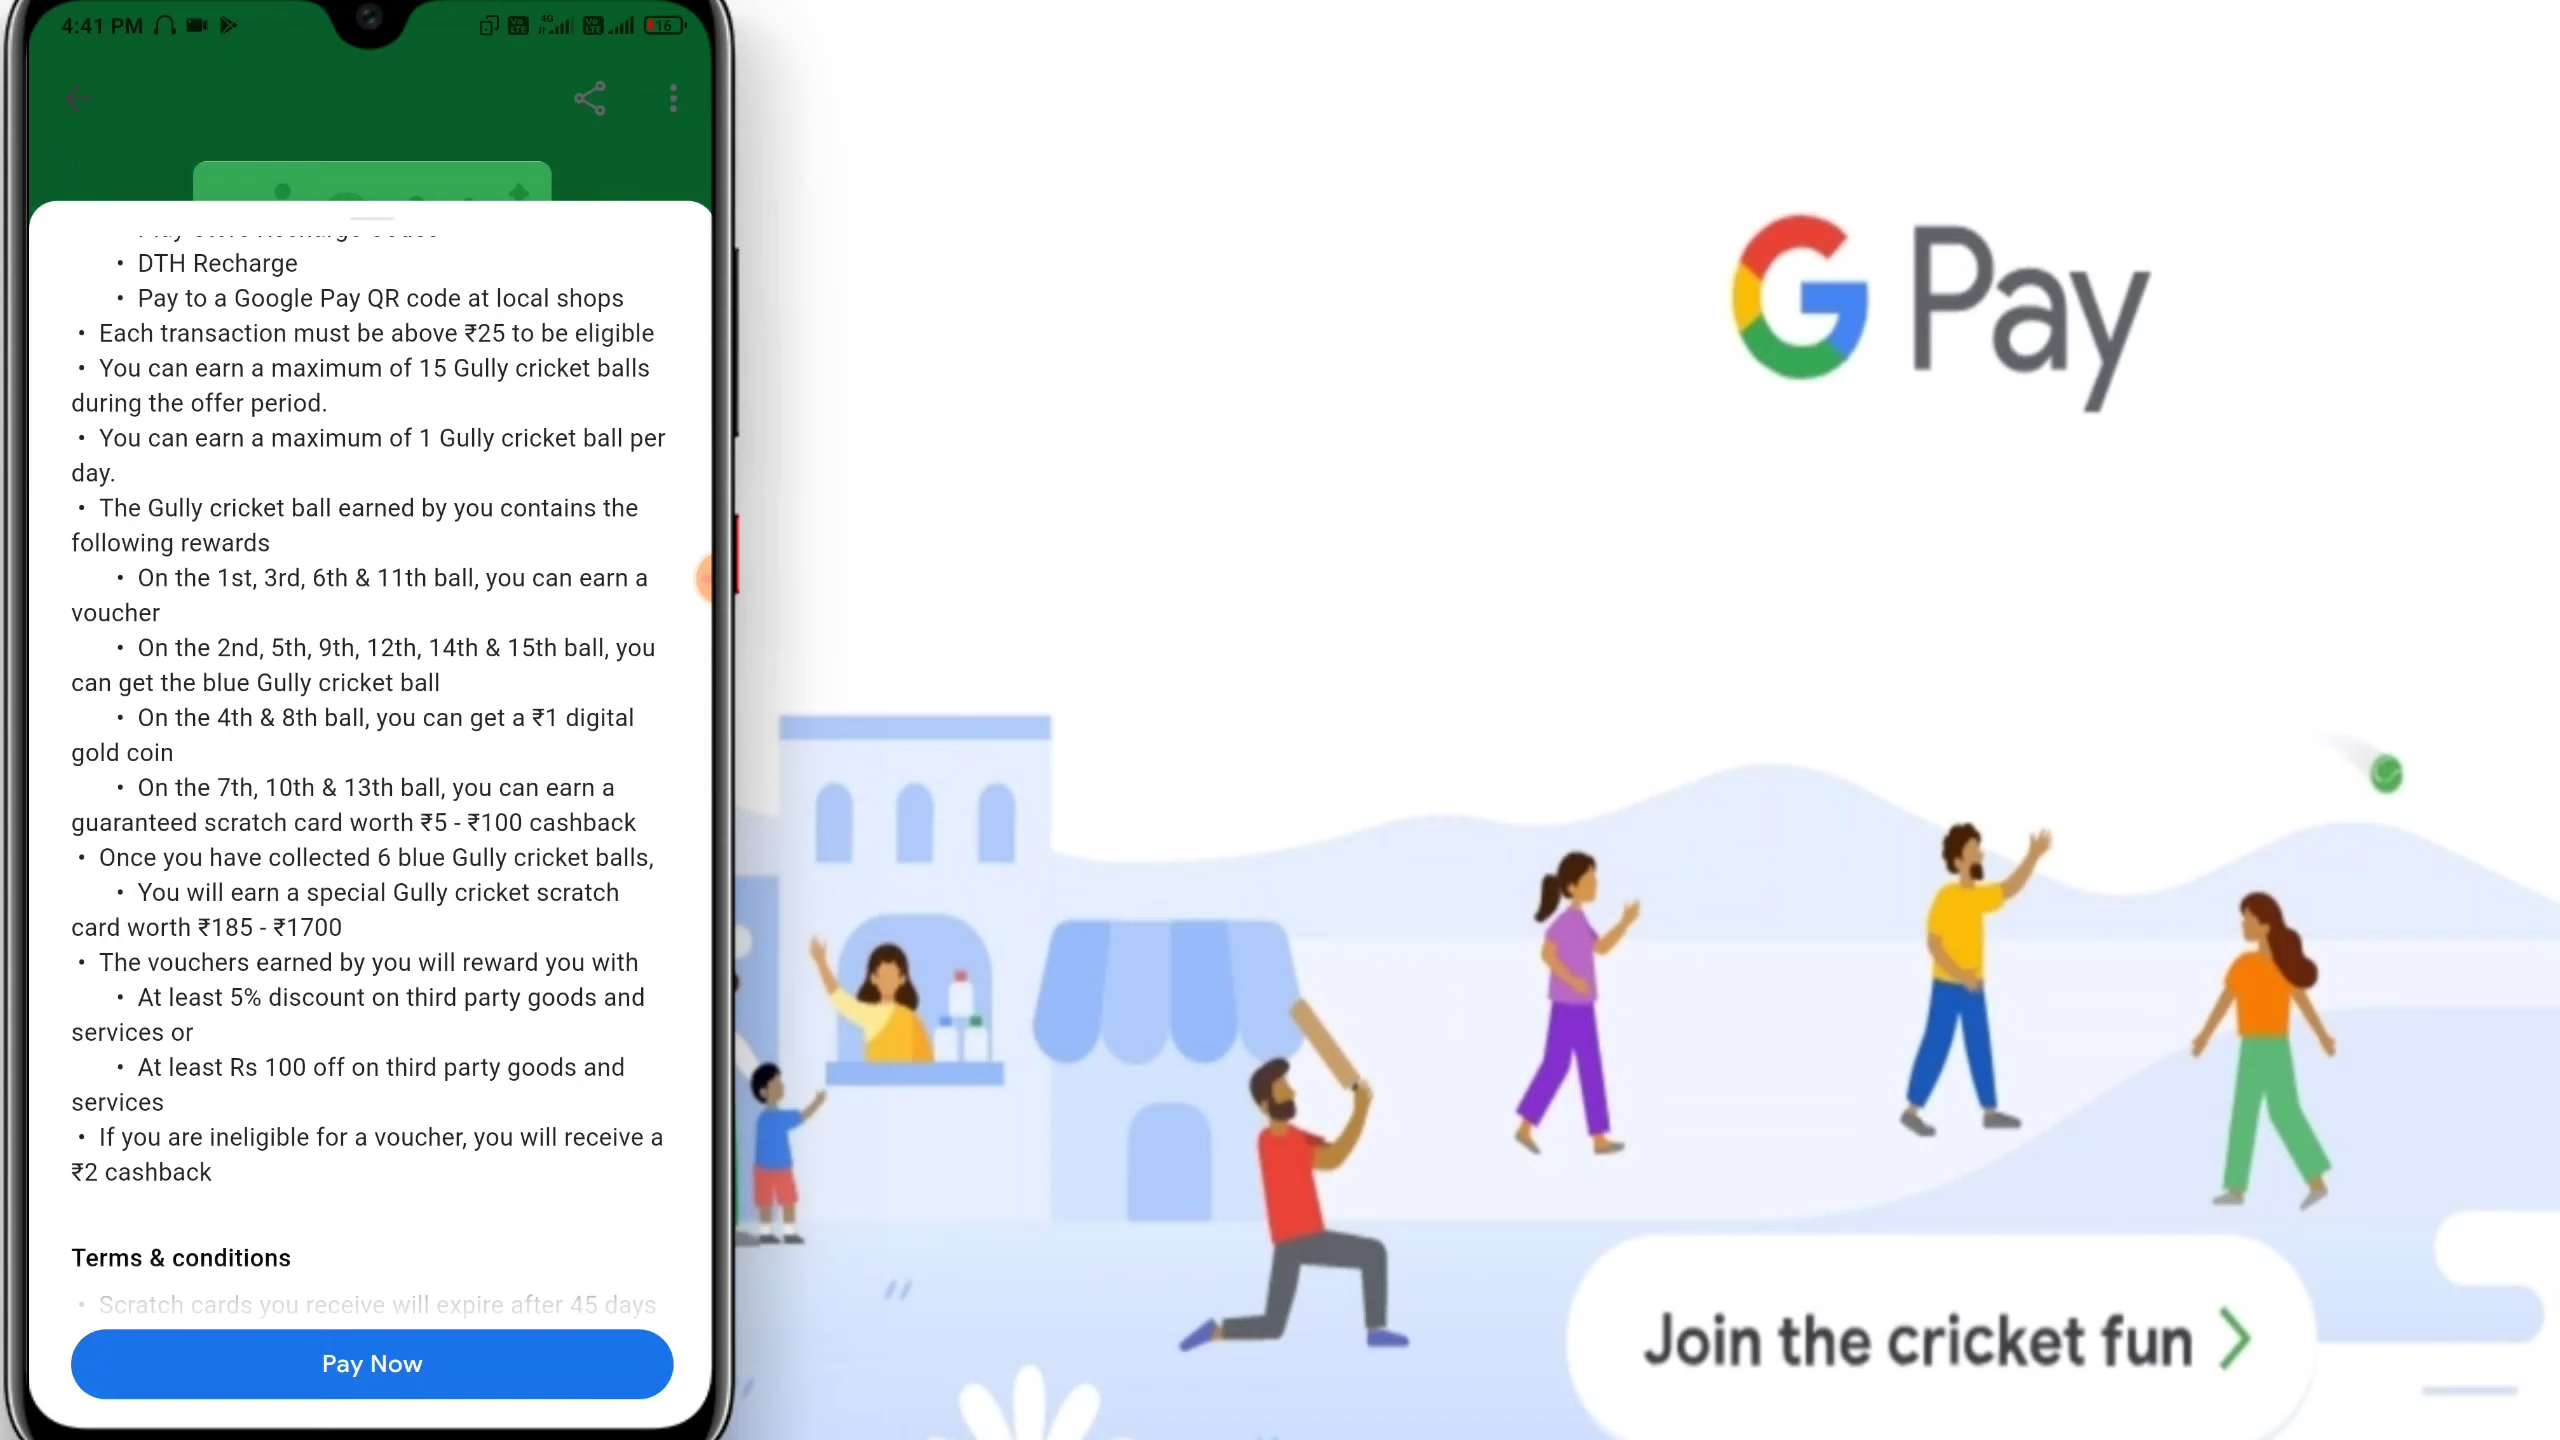 4:41 PM
Vo LTE 4G Vo LTE 16
• DTH Recharge
• Pay to a Google Pay QR code at local shops
• Each transaction must be above ₹25 to be eligible
• You can earn a maximum of 15 Gully cricket balls
during the offer period.
• You can earn a maximum of 1 Gully cricket ball per
day.
• The Gully cricket ball earned by you contains the
following rewards
• On the 1st, 3rd, 6th & 11th ball, you can earn a
voucher
• On the 2nd, 5th, 9th, 12th, 14th & 15th ball, you
can get the blue Gully cricket ball
• On the 4th & 8th ball, you can get a ₹1 digital
gold coin
• On the 7th, 10th & 13th ball, you can earn a
guaranteed scratch card worth ₹5 - ₹100 cashback
• Once you have collected 6 blue Gully cricket balls,
• You will earn a special Gully cricket scratch
card worth ₹185 - ₹1700
• The vouchers earned by you will reward you with
• At least 5% discount on third party goods and
services or
• At least Rs 100 off on third party goods and
services
• If you are ineligible for a voucher, you will receive a
₹2 cashback
Terms & conditions
• Scratch cards you receive will expire after 45 days
Pay Now
G Pay
Join the cricket fun